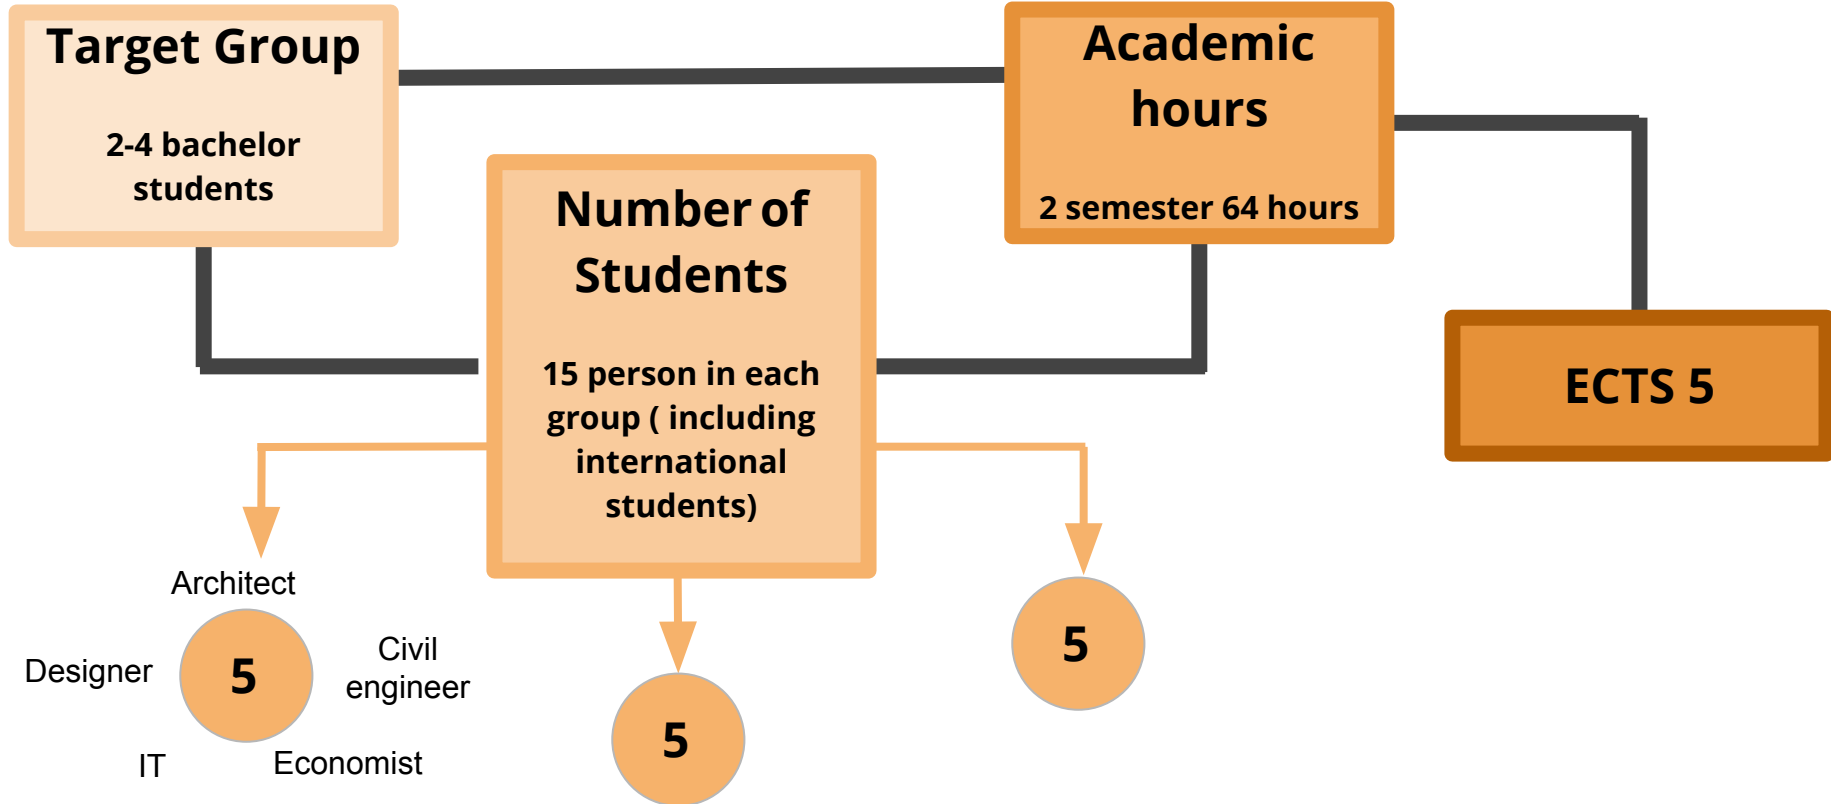 Target Group
2-4 bachelor
students
Academic
hours
2 semester 64 hours
Number of
Students
15 person in each
group ( including
international
students)
ECTS 5
Architect
Designer
5
Civil
engineer
IT
Economist
5
5